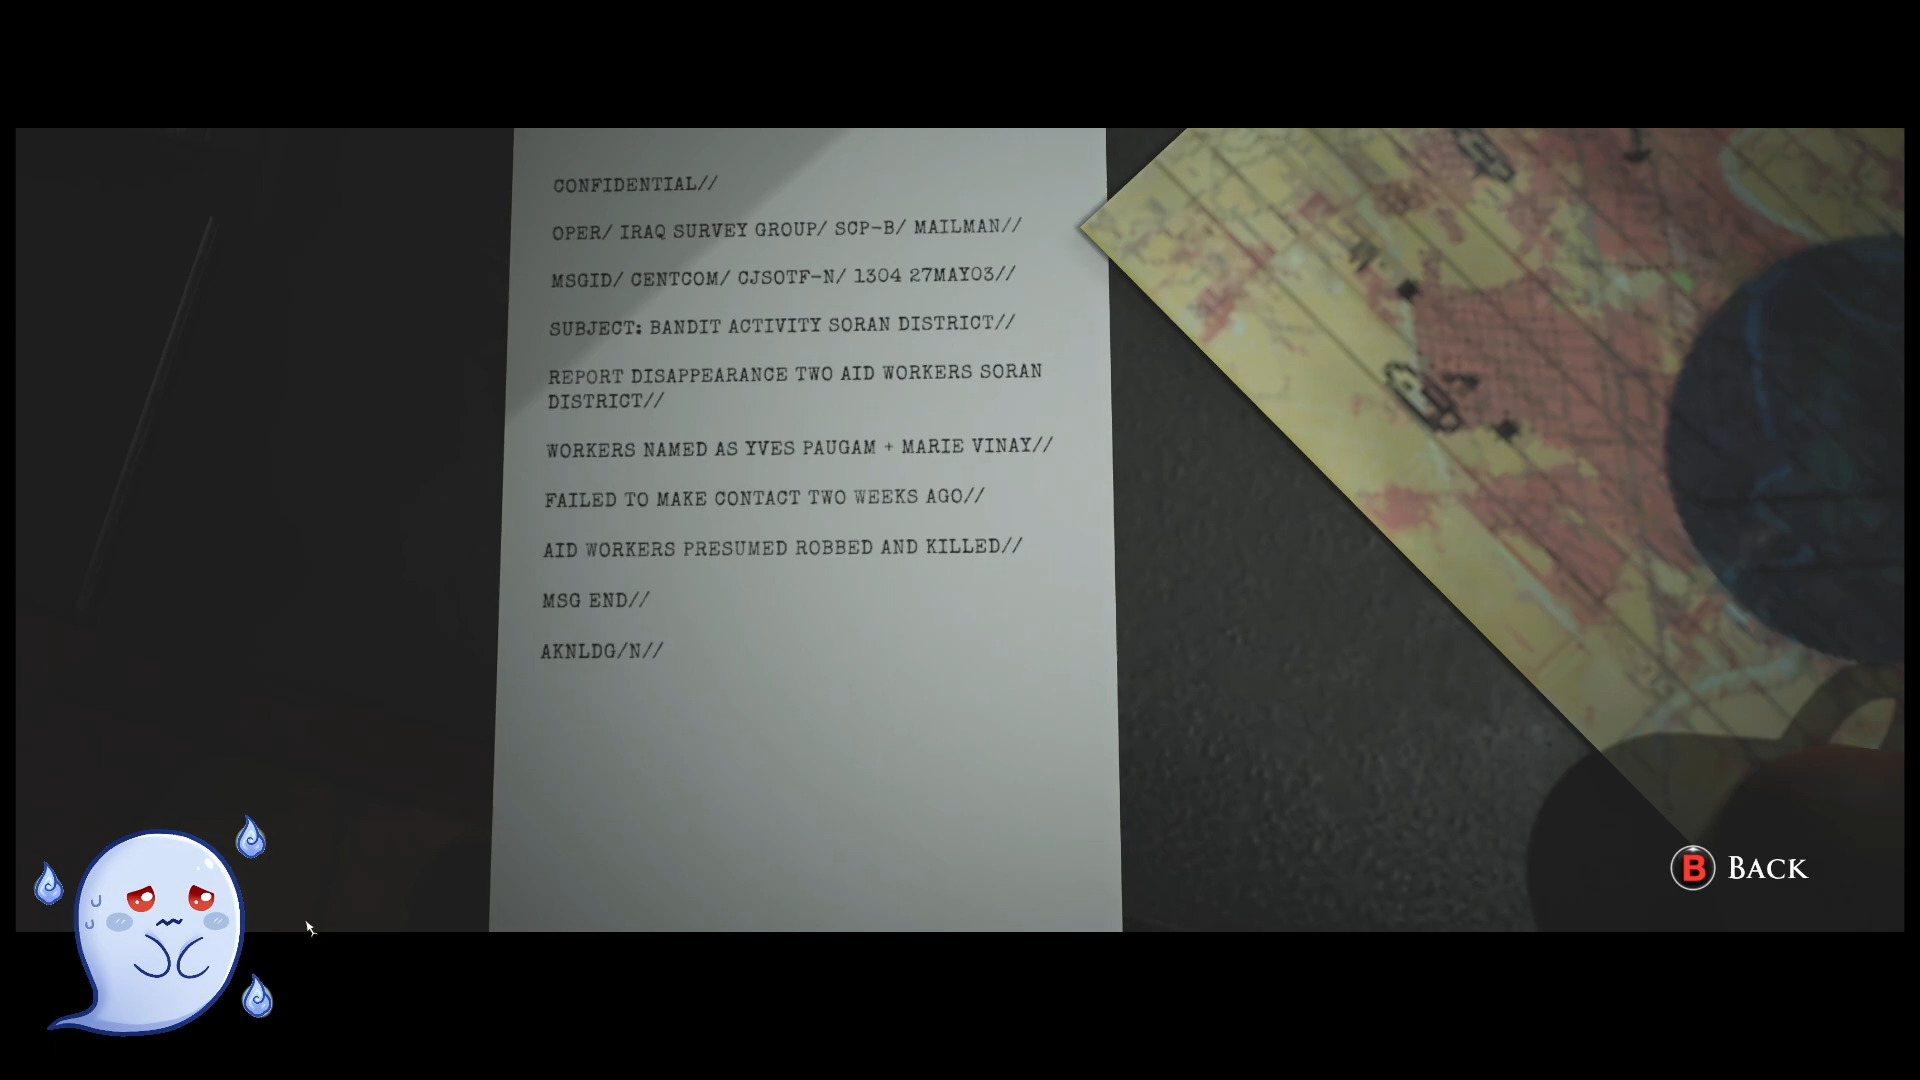 CONFIDENTIAL//
OPER/ IRAQ SURVEY GROUP/ SCP-B/ MAILMAN//
MSGID/ CENTCOM/ CJSOTF-N/ 1304 27MAY03//
SUBJECT: BANDIT ACTIVITY SORAN DISTRICT//
REPORT DISAPPEARANCE TWO AID WORKERS SORAN
DISTRICT//
WORKERS NAMED AS YVES PAUGAM + MARIE VINAY//
FAILED TO MAKE CONTACT TWO WEEKS AGO//
AID WORKERS PRESUMED ROBBED AND KILLED//
MSG END//
AKNLDG/N//
B BACK